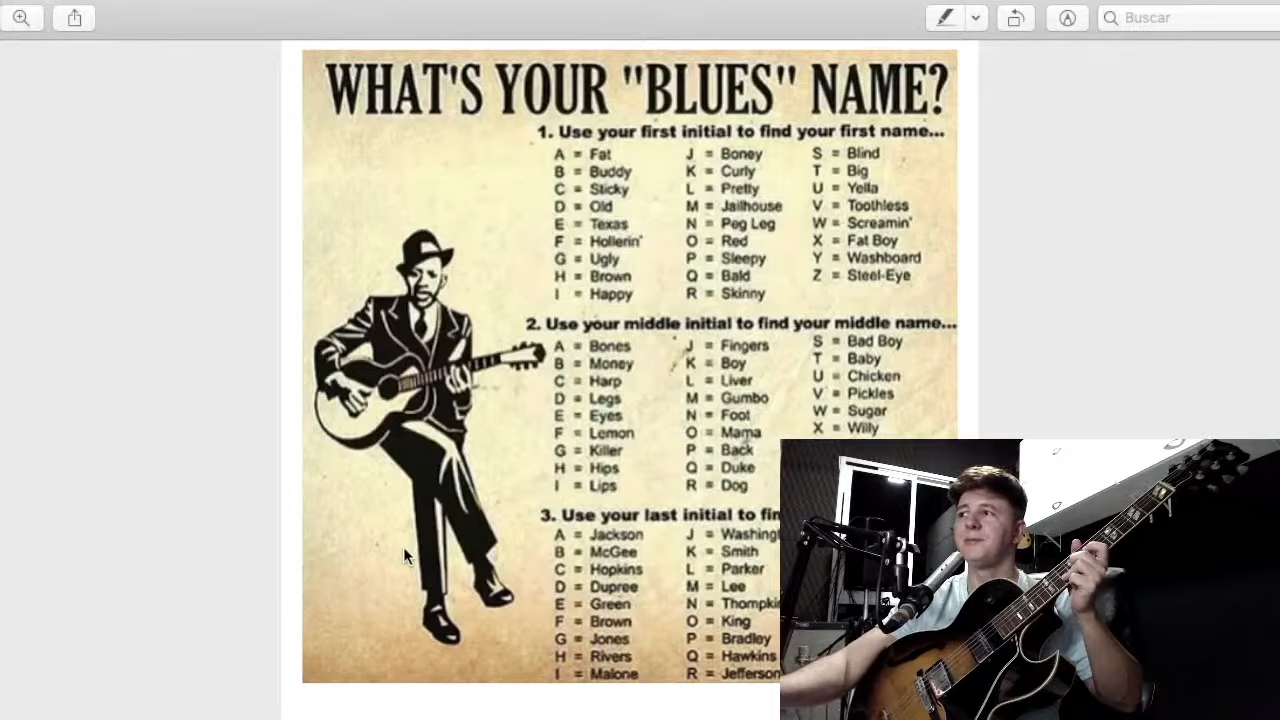 Buscar
WHAT'S YOUR "BLUES" NAME?
1. Use your first initial to find your first name...
A = Fat
B = Buddy
C = Sticky
D = Old
E = Texas
F = Hollerin'
G = Ugly
H = Brown
I = Happy
J = Boney
K = Curly
L = Pretty
M = Jailhouse
N = Peg Leg
O = Red
P = Sleepy
Q = Bald
R = Skinny
S = Blind
T = Big
U = Yella
V = Toothless
W = Screamin'
X = Fat Boy
Y = Washboard
Z = Steel-Eye
2. Use your middle initial to find your middle name...
A = Bones
B = Money
C = Harp
D = Legs
E = Eyes
F = Lemon
G = Killer
H = Hips
I = Lips
J = Fingers
K = Boy
L = Liver
M = Gumbo
N = Foot
O = Mama
P = Back
Q = Duke
R = Dog
S = Bad Boy
T = Baby
U = Chicken
V = Pickles
W = Sugar
X = Willy
3. Use your last initial to
A = Jackson
B = McGee
C = Hopkins
D = Dupree
E = Green
F = Brown
G = Jones
H = Rivers
I = Malone
J =
K = Smith
L = Parker
M = Lee
N =
O = King
P = Bradley
Q = Hawkins
R = Jefferson